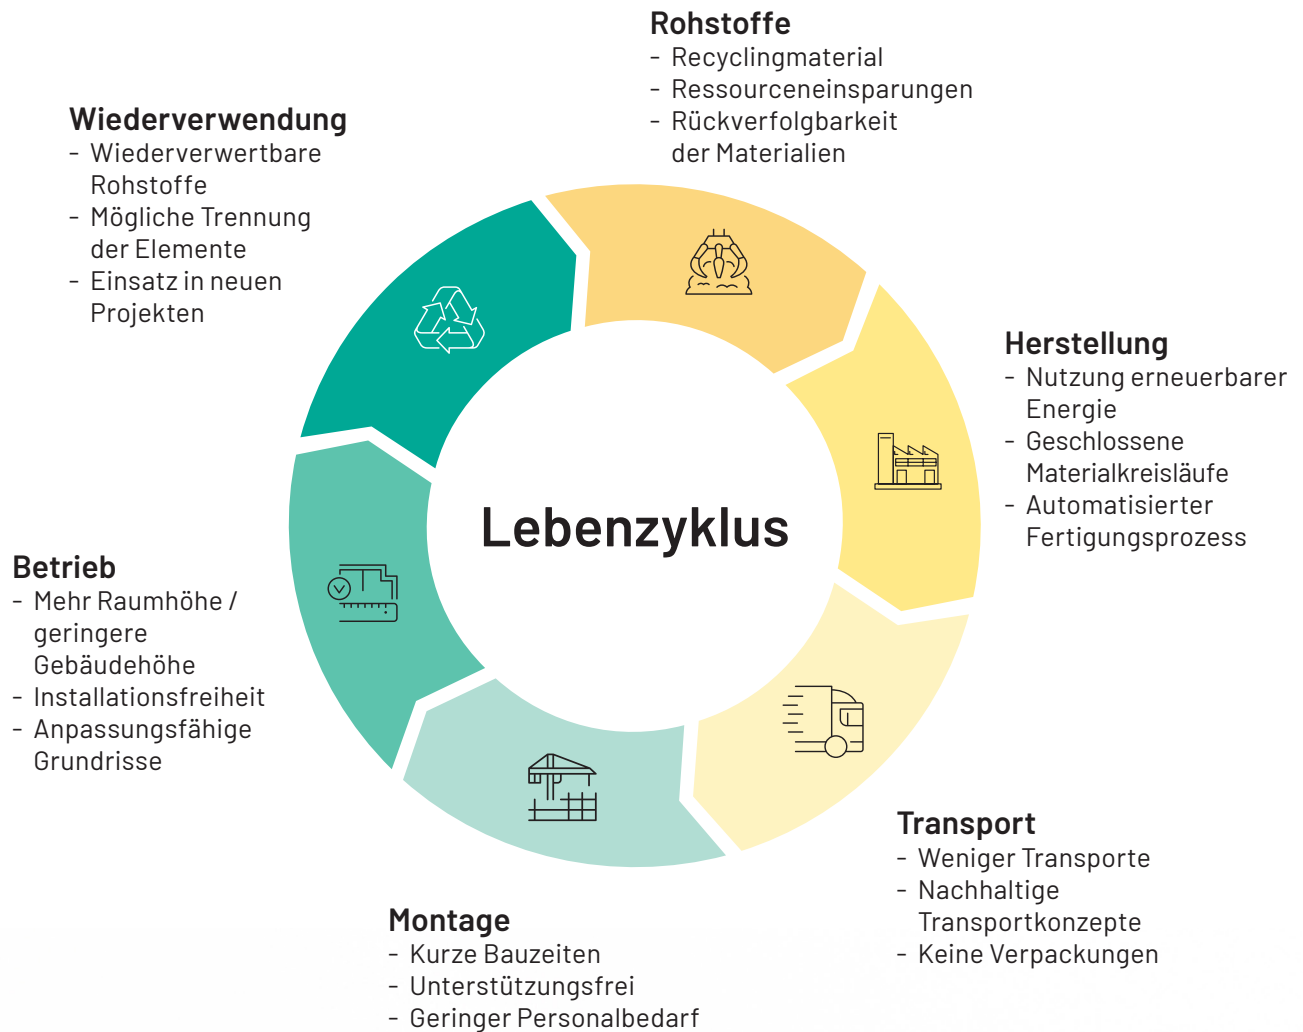 Rohstoffe
- Recyclingmaterial
- Ressourceneinsparungen
- Rückverfolgbarkeit
der Materialien
Wiederverwendung
- Wiederverwertbare
Rohstoffe
- Mögliche Trennung
der Elemente
- Einsatz in neuen
Projekten
Herstellung
- Nutzung erneuerbarer
Energie
- Geschlossene
Materialkreisläufe
- Automatisierter
Fertigungsprozess
Lebenzyklus
Betrieb
- Mehr Raumhöhe /
geringere
Gebäudehöhe
- Installationsfreiheit
- Anpassungsfähige
Grundrisse
Transport
- Weniger Transporte
- Nachhaltige
Transportkonzepte
- Keine Verpackungen
Montage
- Kurze Bauzeiten
- Unterstützungsfrei
- Geringer Personalbedarf